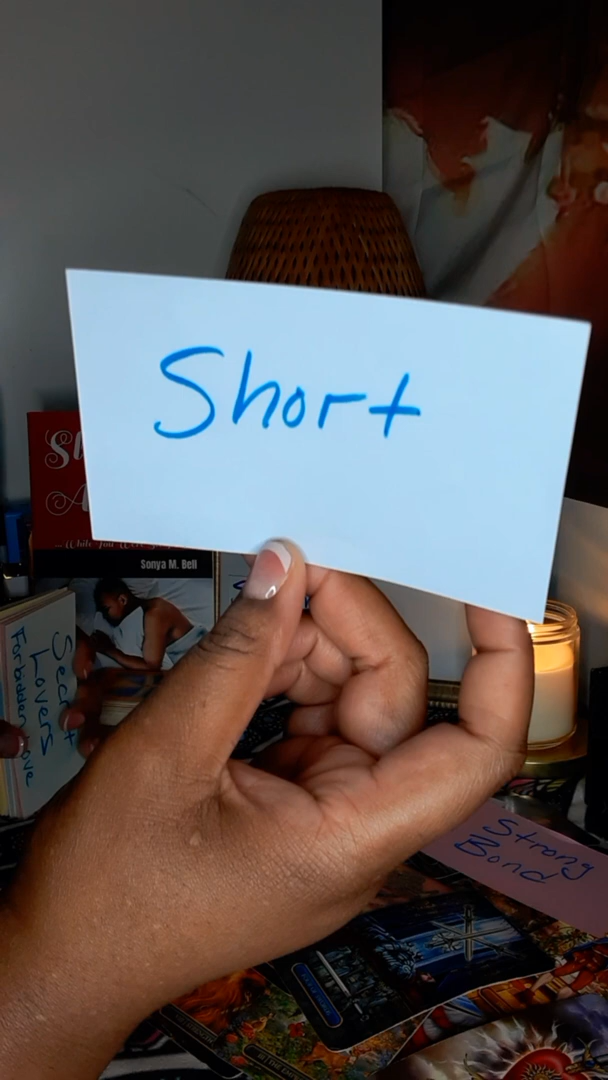 Short
Sonya M. Bell
Secret
Lovers
Forbidden Love
Strong
Bond